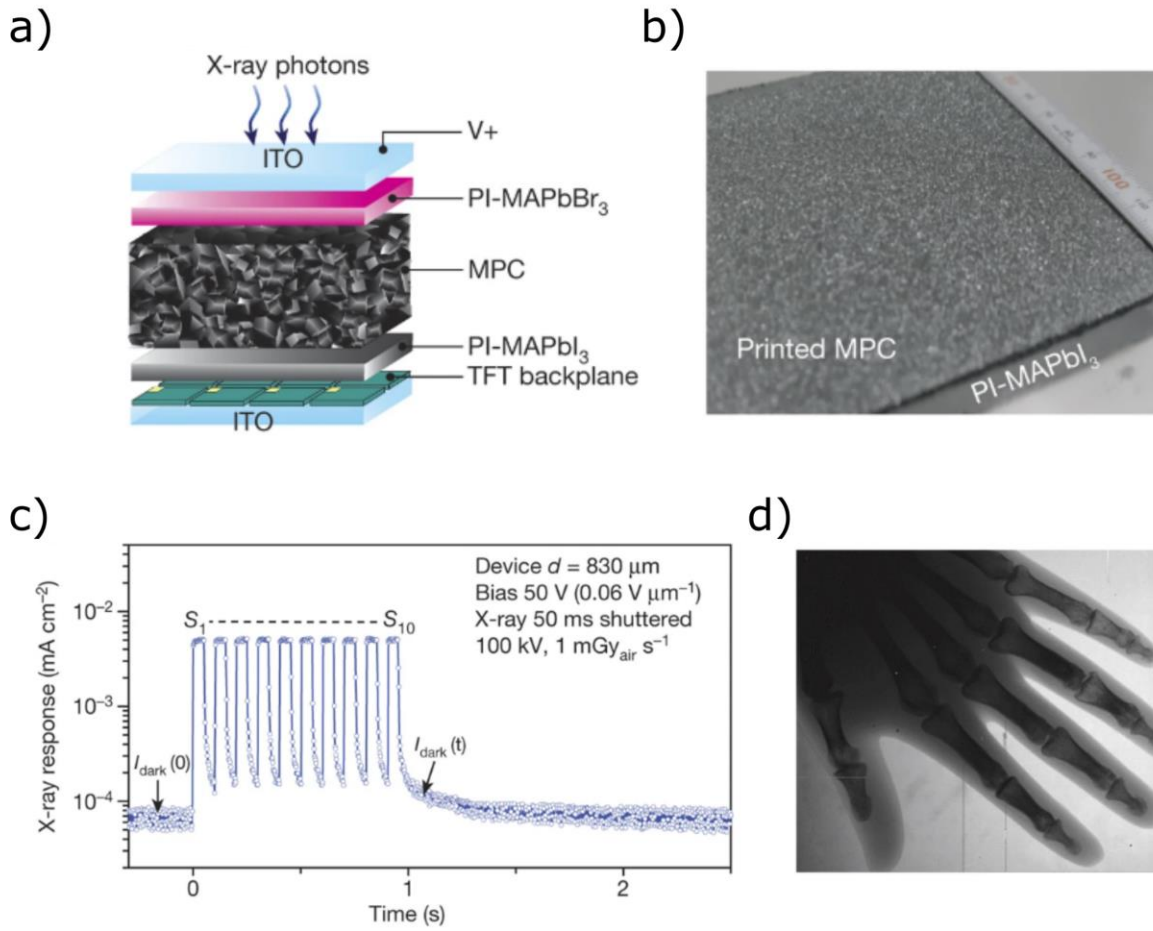 a)
X-ray photons
ITO
V+
PI-MAPbBr₃
MPC
PI-MAPbI₃
TFT backplane
ITO
b)
100
Printed MPC
PI-MAPbI₃
c)
X-ray response (mA cm⁻²)
10⁻²
10⁻³
10⁻⁴
S₁
S₁₀
Device d = 830 μm
Bias 50 V (0.06 V μm⁻¹)
X-ray 50 ms shuttered
100 kV, 1 mGyₐᵢᵣ s⁻¹
I_dark (0)
I_dark (t)
0
1
2
Time (s)
d)